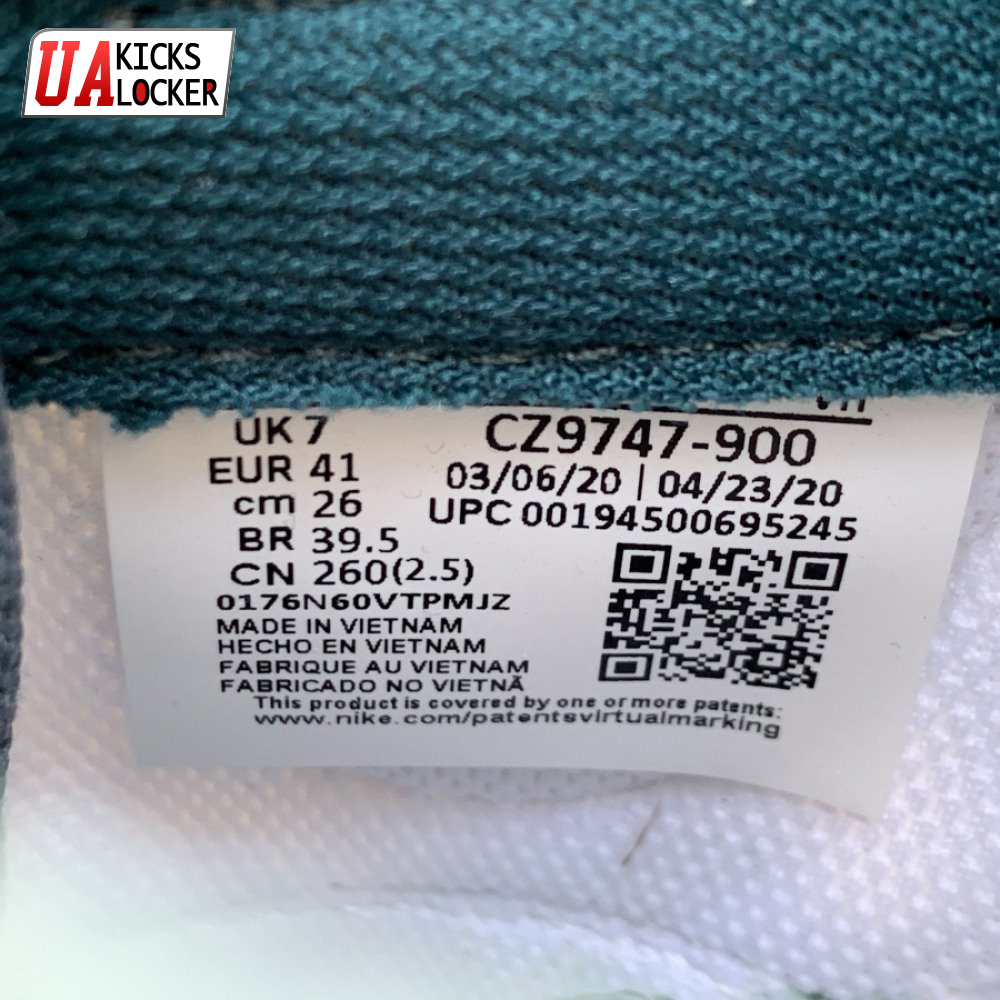 UA KICKS
LOCKER
UK 7
EUR 41
cm 26
BR 39.5
CN 260(2.5)
0176N60VTPMJZ
MADE IN VIETNAM
HECHO EN VIETNAM
FABRIQUE AU VIETNAM
FABRICADO NO VIETNÃ
CZ9747-900
03/06/20 | 04/23/20
UPC 00194500695245
This product is covered by one or more patents:
www.nike.com/patentsvirtualmarking